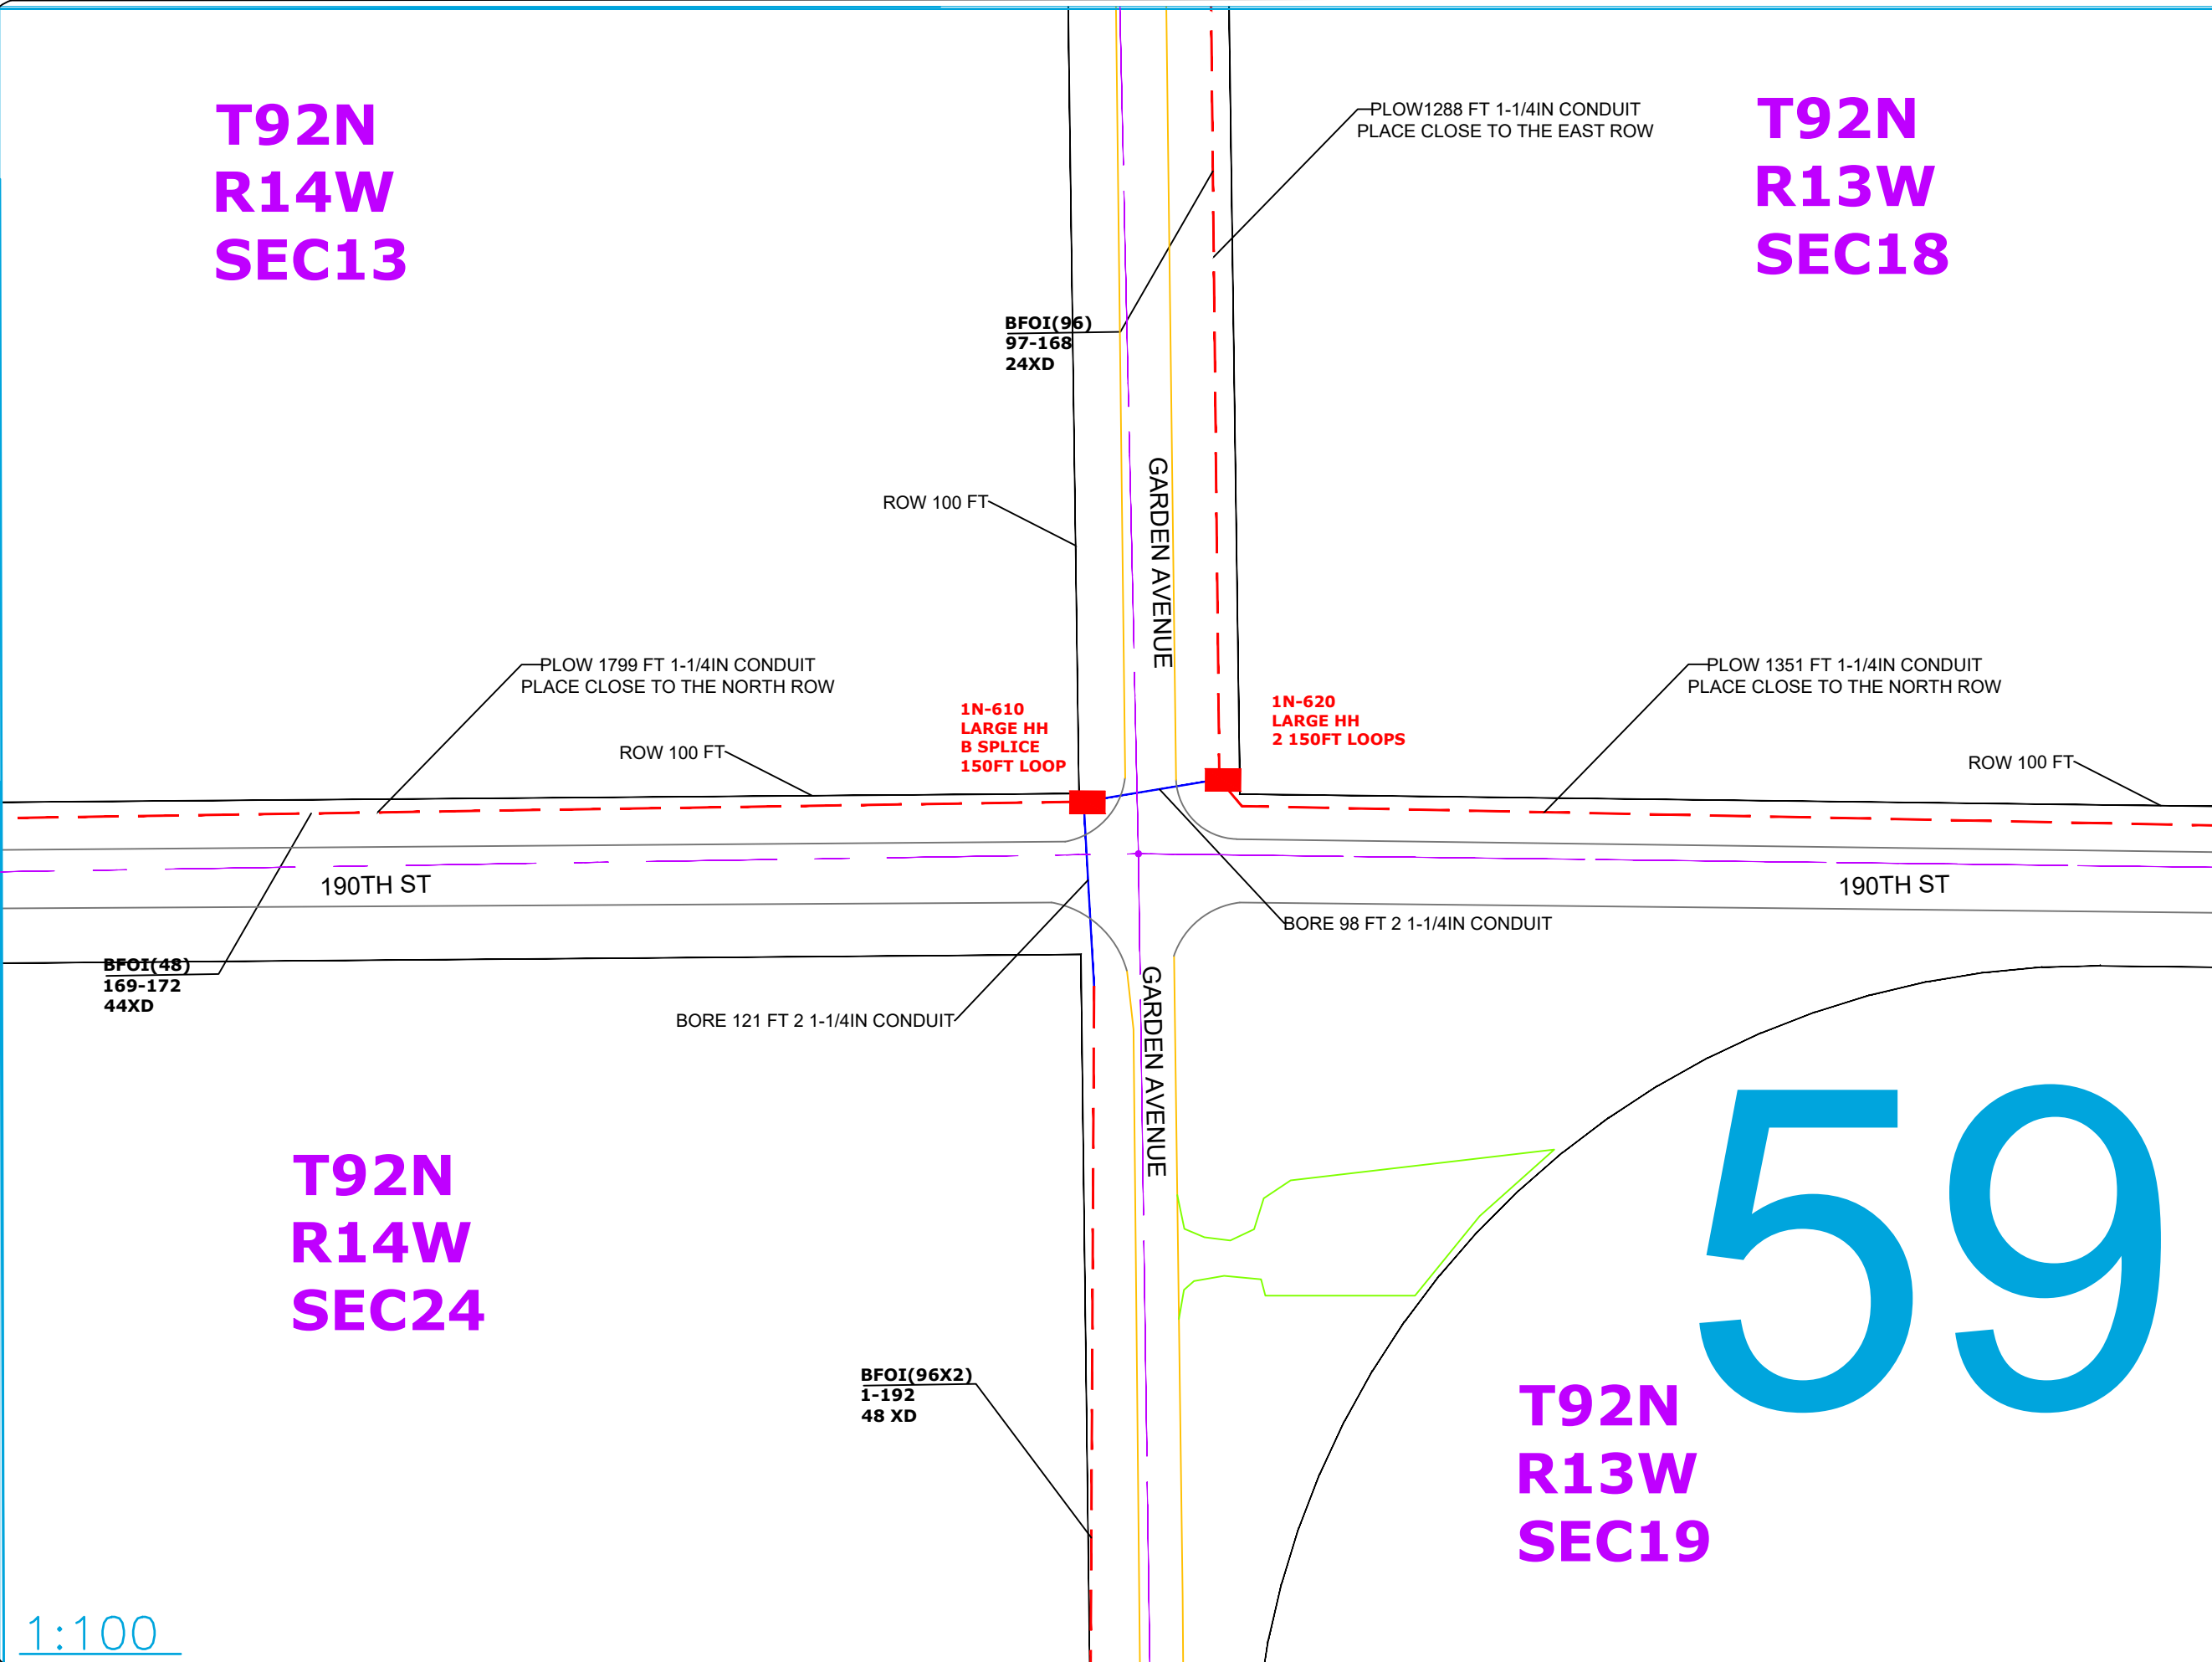 T92N
R14W
SEC13
PLOW1288 FT 1-1/4IN CONDUIT
PLACE CLOSE TO THE EAST ROW
T92N
R13W
SEC18
BFOI(96)
97-168
24XD
ROW 100 FT
GARDEN AVENUE
PLOW 1799 FT 1-1/4IN CONDUIT
PLACE CLOSE TO THE NORTH ROW
ROW 100 FT
1N-610
LARGE HH
B SPLICE
150FT LOOP
1N-620
LARGE HH
2 150FT LOOPS
PLOW 1351 FT 1-1/4IN CONDUIT
PLACE CLOSE TO THE NORTH ROW
ROW 100 FT
190TH ST
190TH ST
BORE 98 FT 2 1-1/4IN CONDUIT
BFOI(48)
169-172
44XD
BORE 121 FT 2 1-1/4IN CONDUIT
GARDEN AVENUE
T92N
R14W
SEC24
59
BFOI(96X2)
1-192
48 XD
T92N
R13W
SEC19
1:100